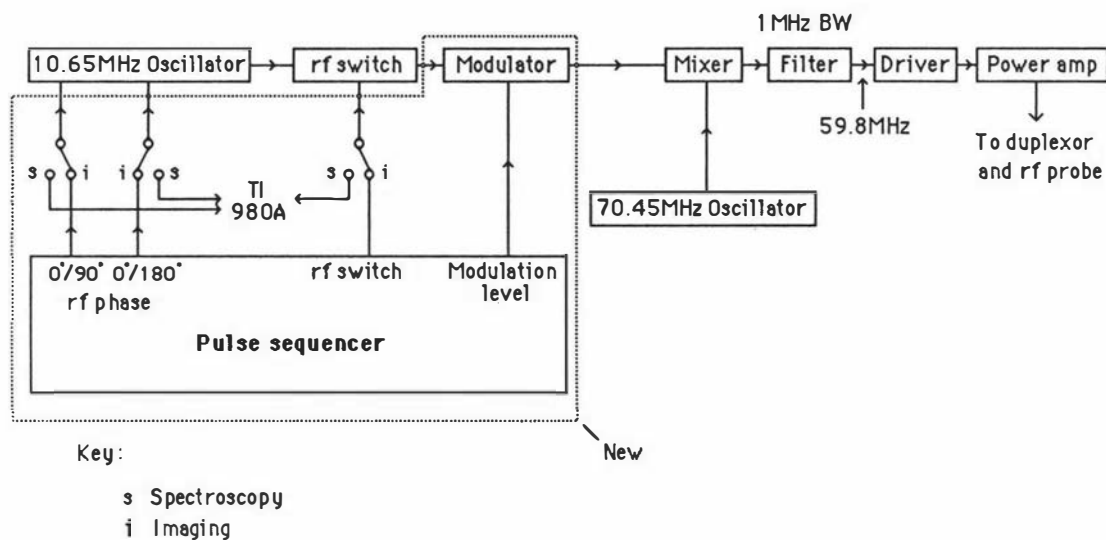 1 MHz BW
10.65MHz Oscillator
rf switch
Modulator
Mixer
Filter
Driver
Power amp
59.8MHz
To duplexor
and rf probe
s
i
i
s
s
i
TI
980A
70.45MHz Oscillator
0°/90° 0°/180°
rf phase
rf switch
Modulation
level
Pulse sequencer
New
Key:
s Spectroscopy
i Imaging